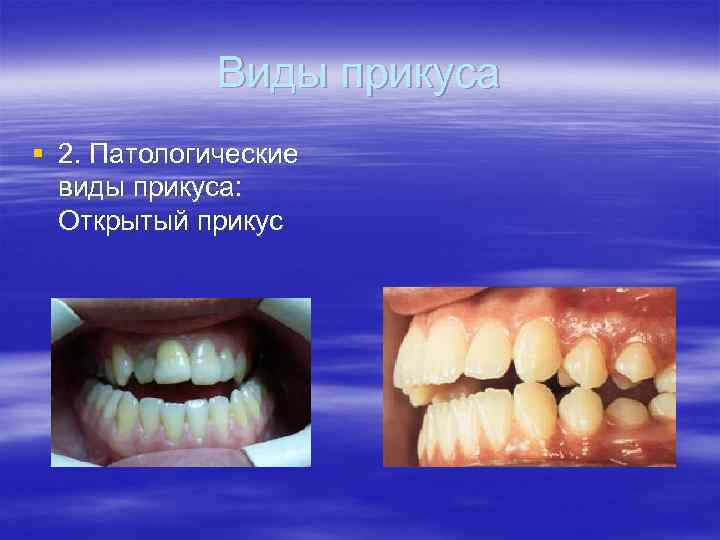 Виды прикуса
2. Патологические
виды прикуса:
Открытый прикус